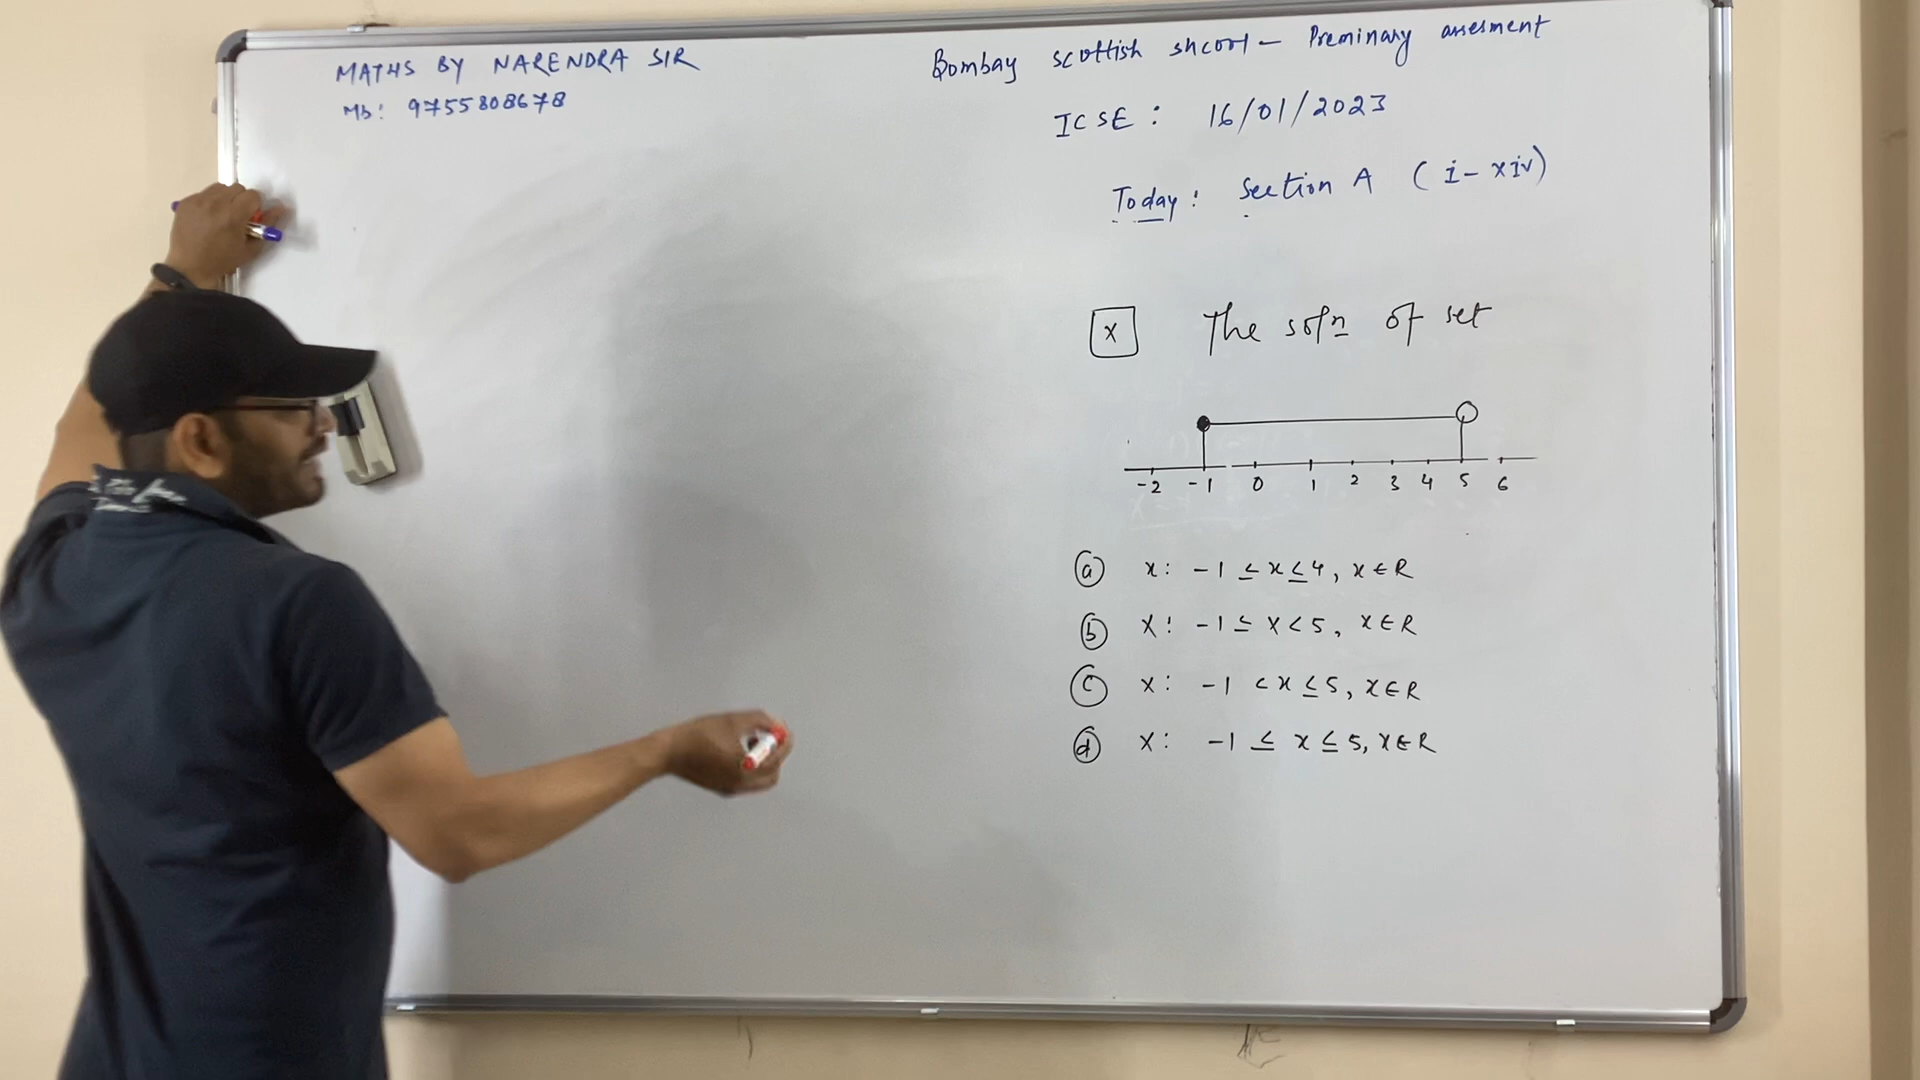 MATHS BY NARENDRA SIR
Mb: 9755808678
Bombay scottish shcool - Preminary assesment
ICSE: 16/01/2023
Today: Section A (i - xiv)
x The soln of set
-2 -1 0 1 2 3 4 5 6
(a) x: -1 ≤ x ≤ 4, x ∈ R
(b) x: -1 ≤ x < 5, x ∈ R
(c) x: -1 < x ≤ 5, x ∈ R
(d) x: -1 ≤ x ≤ 5, x ∈ R